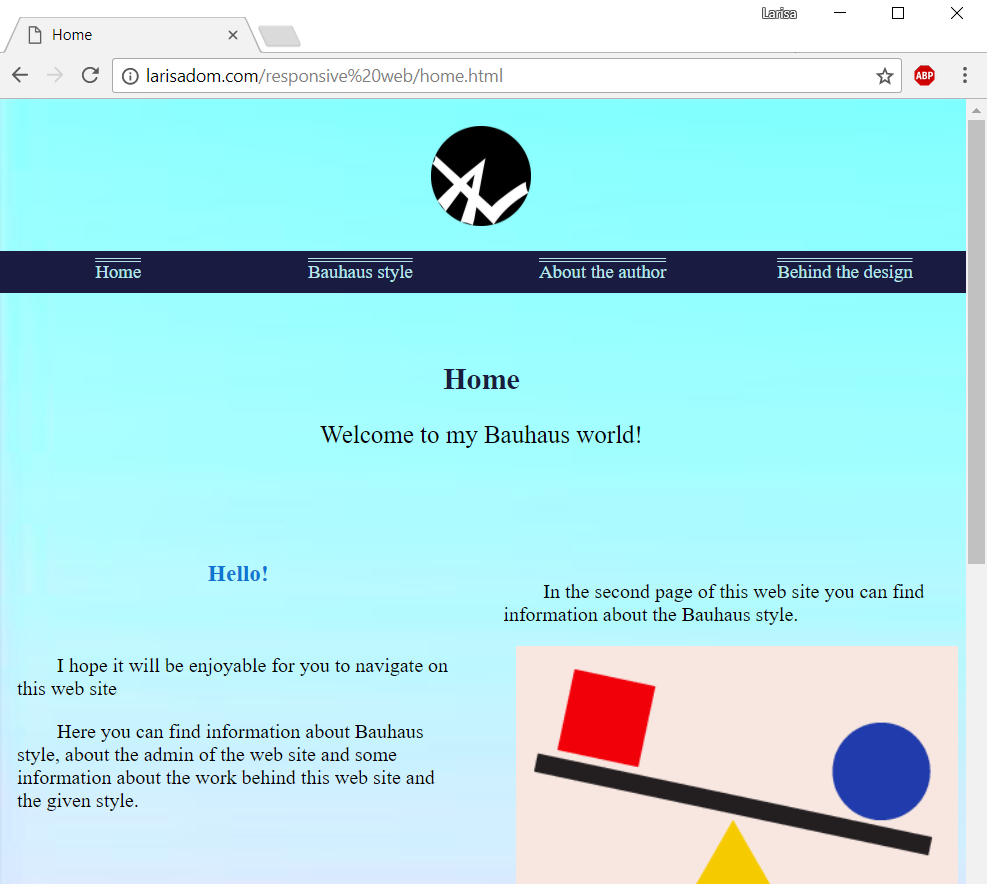 Larisa
Home
larisadom.com/responsive%20web/home.html
ABP
Home Bauhaus style About the author Behind the design
Home
Welcome to my Bauhaus world!
Hello!
I hope it will be enjoyable for you to navigate on
this web site
Here you can find information about Bauhaus
style, about the admin of the web site and some
information about the work behind this web site and
the given style.
In the second page of this web site you can find
information about the Bauhaus style.